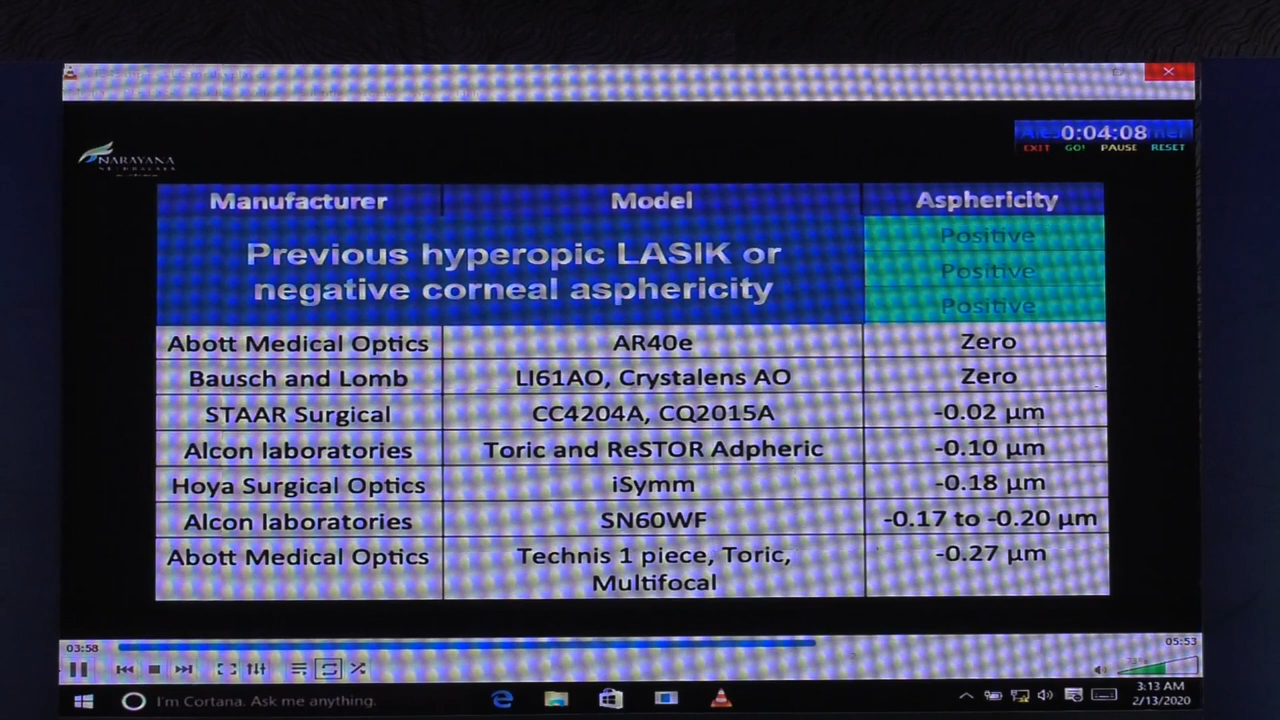 0:04:08
EXIT GO! PAUSE RESET
NARAYANA
Manufacturer Model Asphericity
Previous hyperopic LASIK or
negative corneal asphericity
Positive
Positive
Positive
Abott Medical Optics AR40e Zero
Bausch and Lomb LI61AO, Crystalens AO Zero
STAAR Surgical CC4204A, CQ2015A -0.02 µm
Alcon laboratories Toric and ReSTOR Adpheric -0.10 µm
Hoya Surgical Optics iSymm -0.18 µm
Alcon laboratories SN60WF -0.17 to -0.20 µm
Abott Medical Optics Technis 1 piece, Toric, -0.27 µm
Multifocal
03:58 05:53
73%
I'm Cortana. Ask me anything.
3:13 AM
2/13/2020